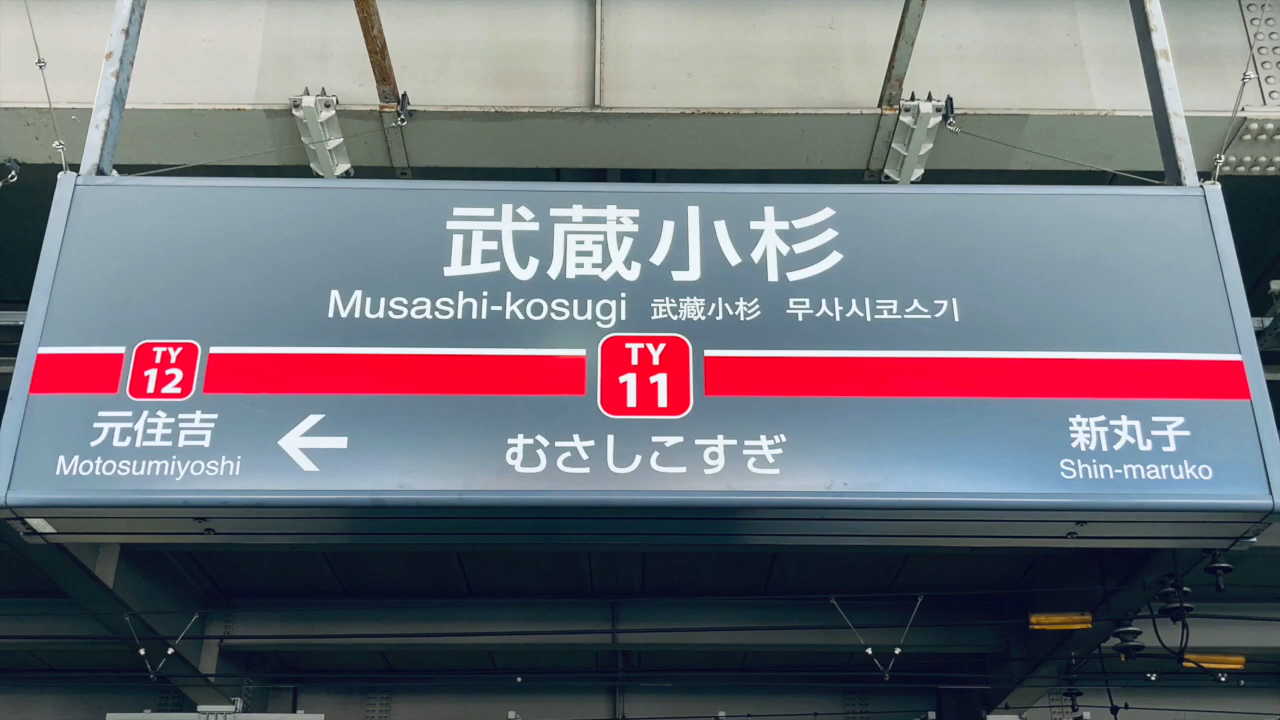 武蔵小杉
Musashi-kosugi 武藏小杉 무사시코스기
TY
12
TY
11
元住吉
Motosumiyoshi
←
むさしこすぎ
新丸子
Shin-maruko